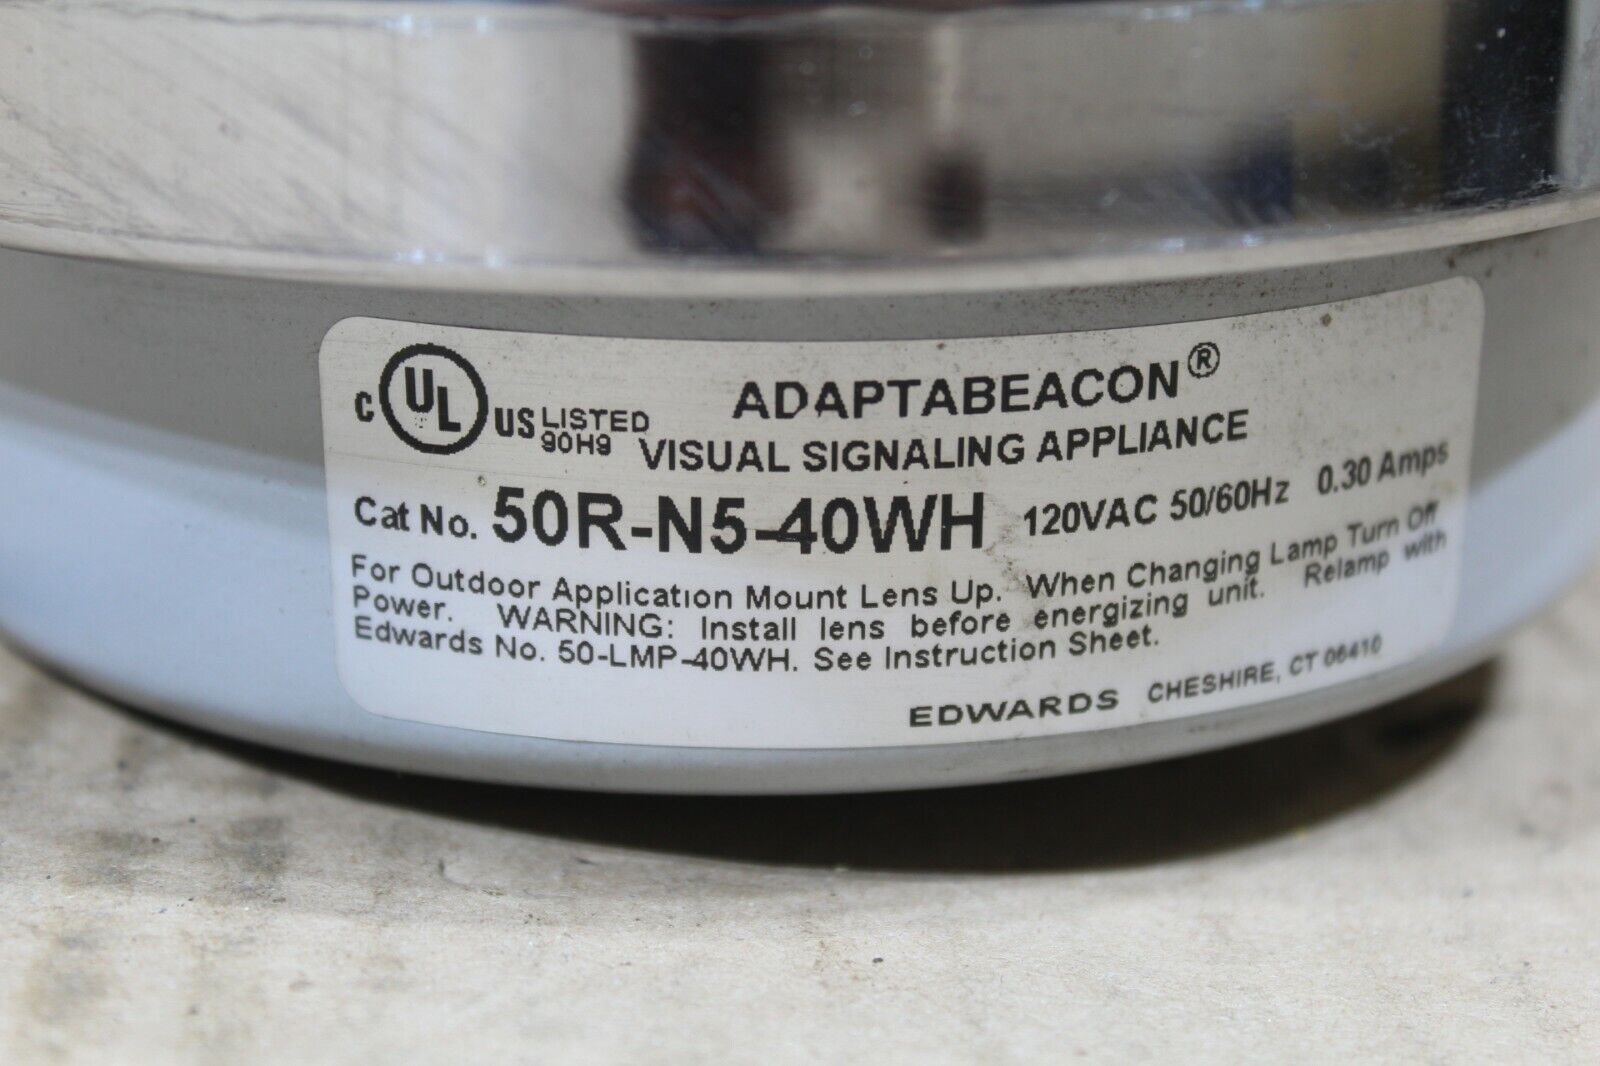 C UL US LISTED 90H9
ADAPTABEACON®
VISUAL SIGNALING APPLIANCE
Cat No. 50R-N5-40WH 120VAC 50/60Hz 0.30 Amps
For Outdoor Application Mount Lens Up. When Changing Lamp Turn Off
Power. WARNING: Install lens before energizing unit. Relamp with
Edwards No. 50-LMP-40WH. See Instruction Sheet.
EDWARDS CHESHIRE, CT 06410